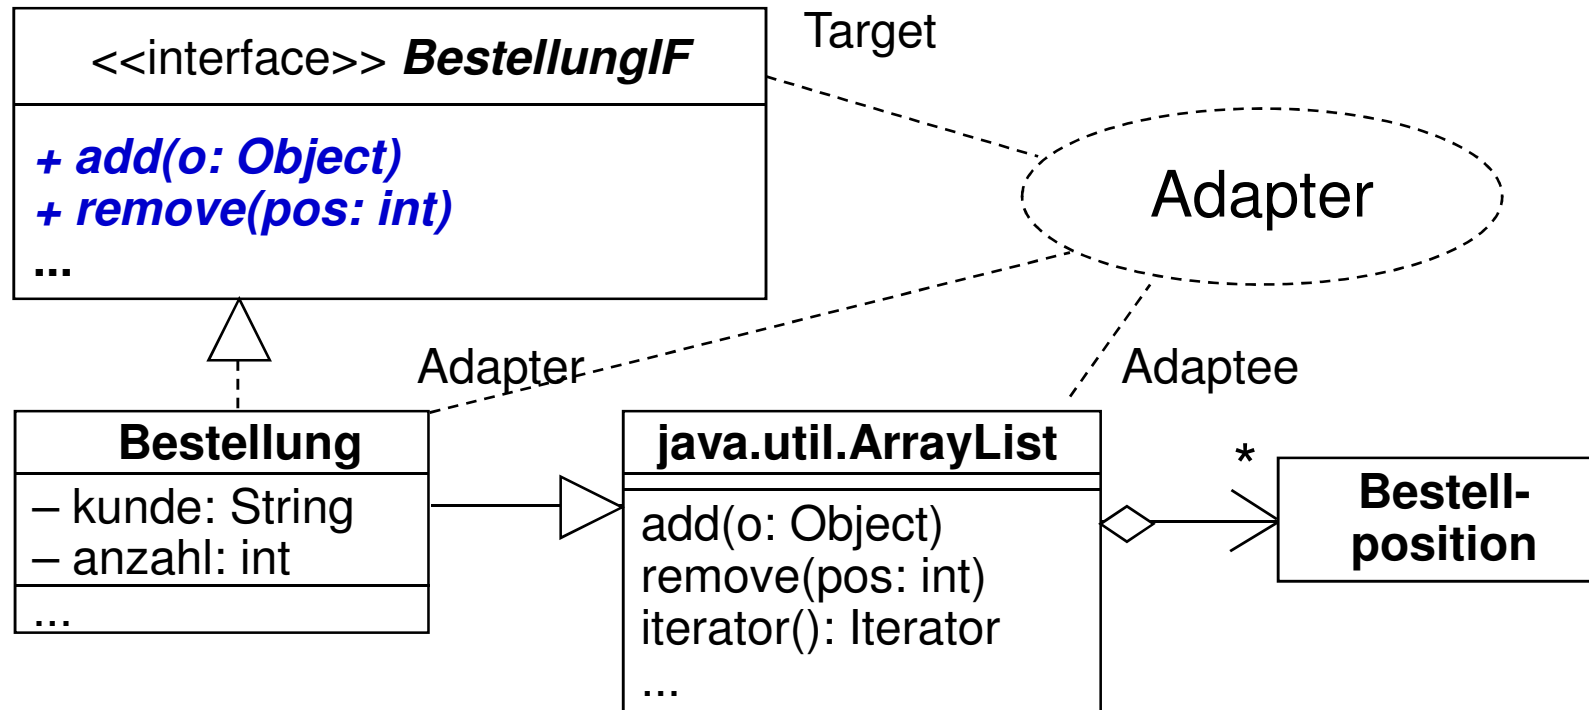 <<interface>> BestellungIF
+ add(o: Object)
+ remove(pos: int)
...
Target
Adapter
Adapter
Adaptee
Bestellung
– kunde: String
– anzahl: int
...
java.util.ArrayList
add(o: Object)
remove(pos: int)
iterator(): Iterator
...
*
Bestell-
position